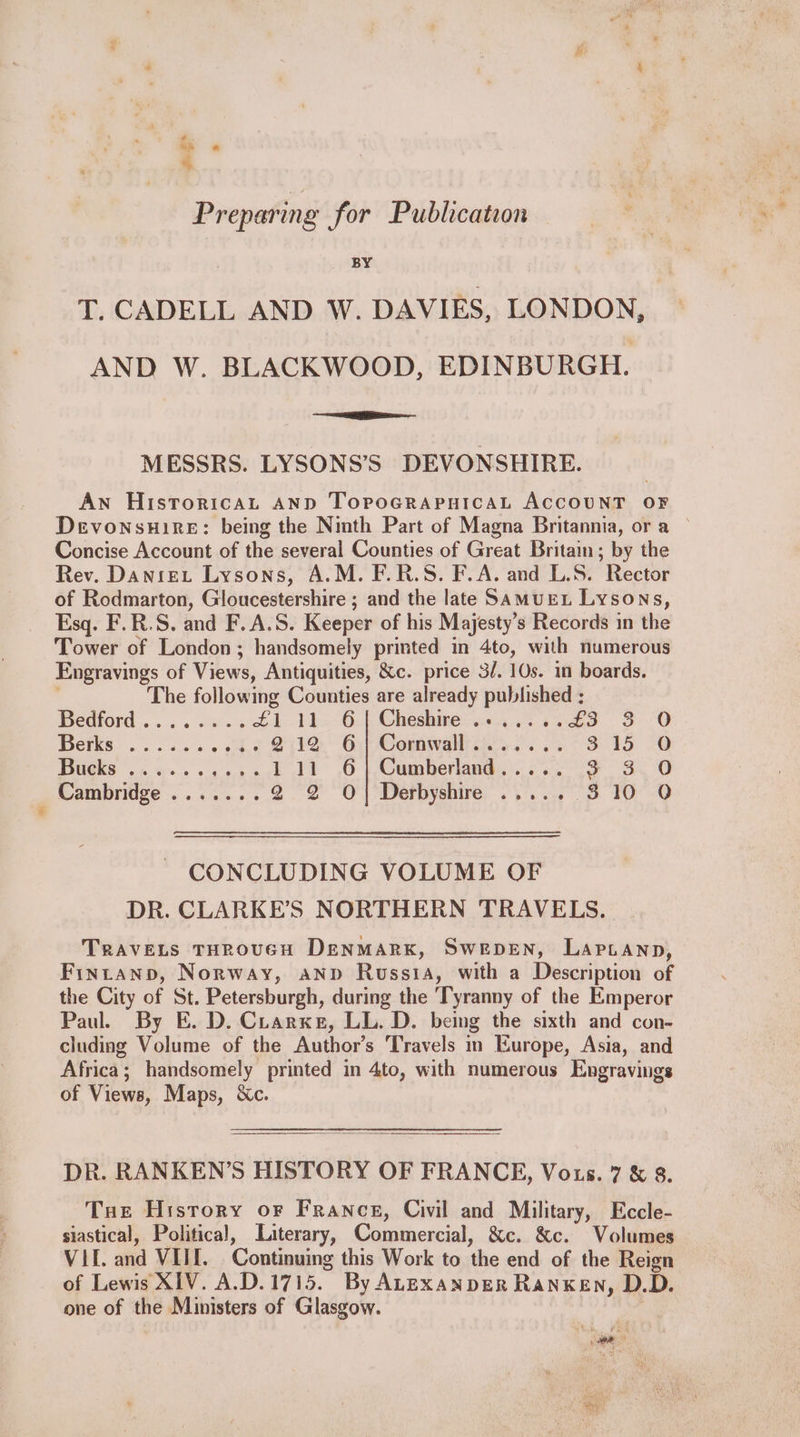 Preparing for Publication
BY
T. CADELL AND W. DAVIES, LONDON,
AND W. BLACKWOOD, EDINBURGH.
MESSRS. LYSONS'S DEVONSHIRE.
AN HISTORICAL AND TOPOGRAPHICAL ACCOUNT OF
DEVONSHIRE: being the Ninth Part of Magna Britannia, or a
Concise Account of the several Counties of Great Britain; by the
Rev. DANIEL LYSONS, A.M. F.R.S. F.A. and L.S. Rector
of Rodmarton, Gloucestershire; and the late SAMUEL LYSONS,
Esq. F.R.S. and F.A.S. Keeper of his Majesty's Records in the
Tower of London; handsomely printed in 4to, with numerous
Engravings of Views, Antiquities, &c. price 3l. 10s. in boards.
The following Counties are already published:
Bedford ......... £1 11 6 | Cheshire ........ £3 3 0
Berks ........... 2 12 6 | Cornwall ........ 3 15 0
Bucks ........... 1 11 6 | Cumberland ..... 3 3 0
Cambridge ....... 2 2 0 | Derbyshire ..... 3 10 0
CONCLUDING VOLUME OF
DR. CLARKE'S NORTHERN TRAVELS.
TRAVELS THROUGH DENMARK, SWEDEN, LAPLAND,
FINLAND, NORWAY, AND RUSSIA, with a Description of
the City of St. Petersburgh, during the Tyranny of the Emperor
Paul. By E. D. CLARKE, LL. D. being the sixth and con-
cluding Volume of the Author's Travels in Europe, Asia, and
Africa; handsomely printed in 4to, with numerous Engravings
of Views, Maps, &c.
DR. RANKEN'S HISTORY OF FRANCE, VOLS. 7 & 8.
THE HISTORY OF FRANCE, Civil and Military, Eccle-
siastical, Political, Literary, Commercial, &c. &c. Volumes
VII. and VIII. Continuing this Work to the end of the Reign
of Lewis XIV. A.D. 1715. By ALEXANDER RANKEN, D.D.
one of the Ministers of Glasgow.